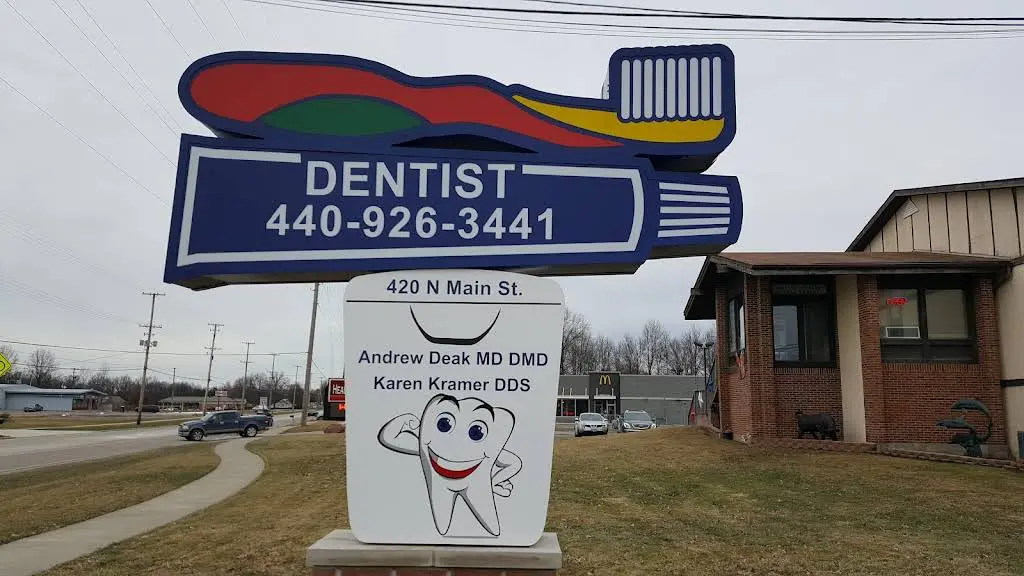 DENTIST
440-926-3441
420 N Main St.
Andrew Deak MD DMD
Karen Kramer DDS